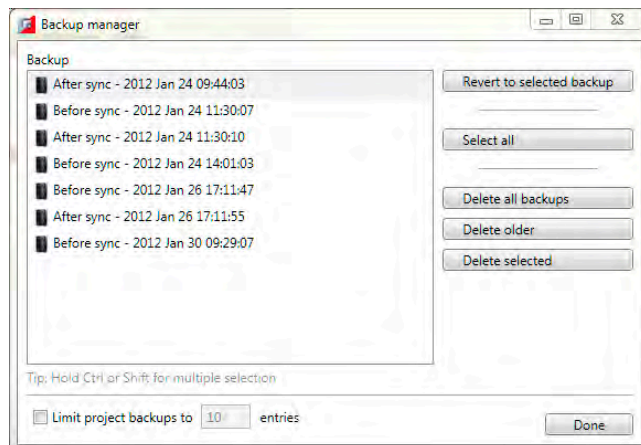 Backup manager
Backup
After sync - 2012 Jan 24 09:44:03
Before sync - 2012 Jan 24 11:30:07
After sync - 2012 Jan 24 11:30:10
Before sync - 2012 Jan 24 14:01:03
Before sync - 2012 Jan 26 17:11:47
After sync - 2012 Jan 26 17:11:55
Before sync - 2012 Jan 30 09:29:07
Revert to selected backup
Select all
Delete all backups
Delete older
Delete selected
Tip: Hold Ctrl or Shift for multiple selection
Limit project backups to 10 entries
Done